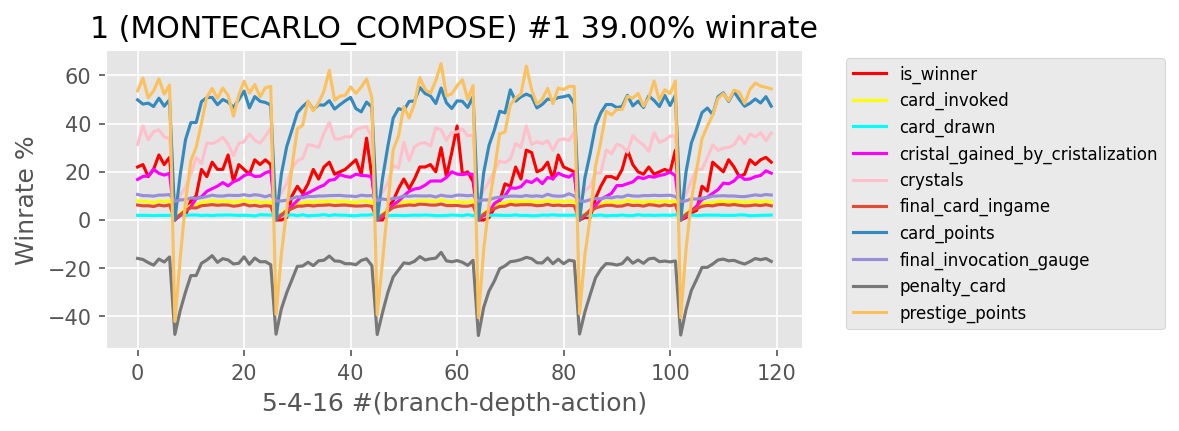 1 (MONTECARLO_COMPOSE) #1 39.00% winrate
Winrate %
60
40
20
0
−20
−40
0 20 40 60 80 100 120
5-4-16 #(branch-depth-action)
is_winner
card_invoked
card_drawn
cristal_gained_by_cristalization
crystals
final_card_ingame
card_points
final_invocation_gauge
penalty_card
prestige_points